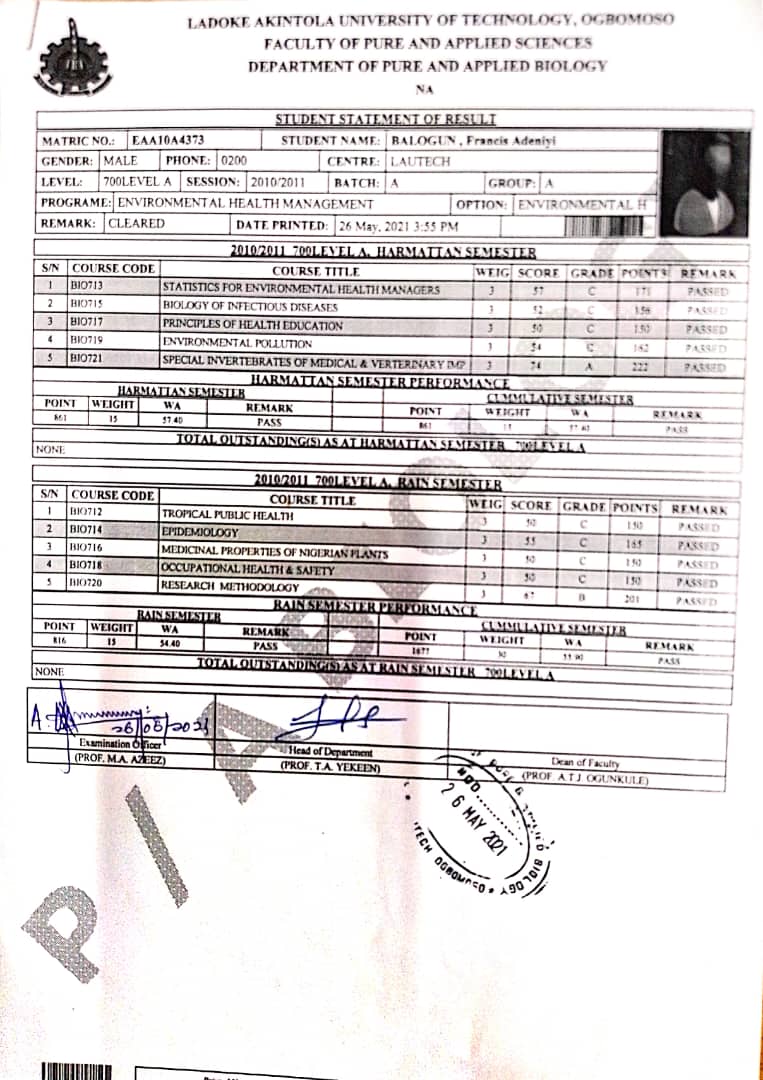 LADOKE AKINTOLA UNIVERSITY OF TECHNOLOGY, OGBOMOSO
FACULTY OF PURE AND APPLIED SCIENCES
DEPARTMENT OF PURE AND APPLIED BIOLOGY
NA
STUDENT STATEMENT OF RESULT
MATRIC NO.: EAA10A4373 STUDENT NAME: BALOGUN , Francis Adeniyi
GENDER: MALE PHONE: 0200 CENTRE: LAUTECH
LEVEL: 700LEVEL A SESSION: 2010/2011 BATCH: A GROUP: A
PROGRAME: ENVIRONMENTAL HEALTH MANAGEMENT OPTION: ENVIRONMENTAL H
REMARK: CLEARED DATE PRINTED: 26 May, 2021 3:55 PM
2010/2011 700LEVEL A, HARMATTAN SEMESTER
S/N COURSE CODE COURSE TITLE WEIG SCORE GRADE POINTS REMARK
1 BIO713 STATISTICS FOR ENVIRONMENTAL HEALTH MANAGERS 3 57 C 171 PASSED
2 BIO715 BIOLOGY OF INFECTIOUS DISEASES 3 52 C 156 PASSED
3 BIO717 PRINCIPLES OF HEALTH EDUCATION 3 50 C 150 PASSED
4 BIO719 ENVIRONMENTAL POLLUTION 3 54 C 162 PASSED
5 BIO721 SPECIAL INVERTEBRATES OF MEDICAL & VERTERINARY IMP 3 74 A 222 PASSED
HARMATTAN SEMESTER PERFORMANCE
HARMATTAN SEMESTER CUMMULATIVE SEMESTER
POINT WEIGHT WA REMARK POINT WEIGHT WA REMARK
861 15 57.40 PASS 861 15 57.40 PASS
TOTAL OUTSTANDING(S) AS AT HARMATTAN SEMESTER 700LEVEL A
NONE
2010/2011 700LEVEL A, RAIN SEMESTER
S/N COURSE CODE COURSE TITLE WEIG SCORE GRADE POINTS REMARK
1 BIO712 TROPICAL PUBLIC HEALTH 3 50 C 150 PASSED
2 BIO714 EPIDEMIOLOGY 3 55 C 165 PASSED
3 BIO716 MEDICINAL PROPERTIES OF NIGERIAN PLANTS 3 50 C 150 PASSED
4 BIO718 OCCUPATIONAL HEALTH & SAFETY 3 50 C 150 PASSED
5 BIO720 RESEARCH METHODOLOGY 3 67 B 201 PASSED
RAIN SEMESTER PERFORMANCE
RAIN SEMESTER CUMMULATIVE SEMESTER
POINT WEIGHT WA REMARK POINT WEIGHT WA REMARK
816 15 54.40 PASS 1677 30 55.90 PASS
TOTAL OUTSTANDING(S) AS AT RAIN SEMESTER 700LEVEL A
NONE
26/05/2021
Examination Officer Head of Department Dean of Faculty
(PROF. M.A. AZEEZ) (PROF. T.A. YEKEEN) (PROF. A.T.J. OGUNKULE)
HOD
26 MAY 2021
TECH OGBOMOSO * BIOLOGY
P/A BIOLOGY